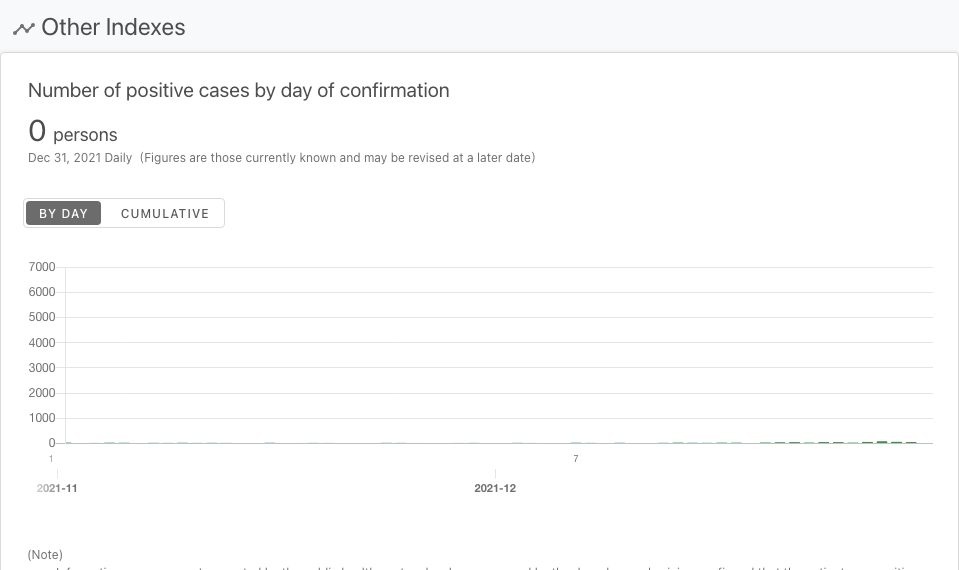 Other Indexes
Number of positive cases by day of confirmation
0 persons
Dec 31, 2021 Daily (Figures are those currently known and may be revised at a later date)
BY DAY CUMULATIVE
7000
6000
5000
4000
3000
2000
1000
0
1 7
2021-11 2021-12
(Note)